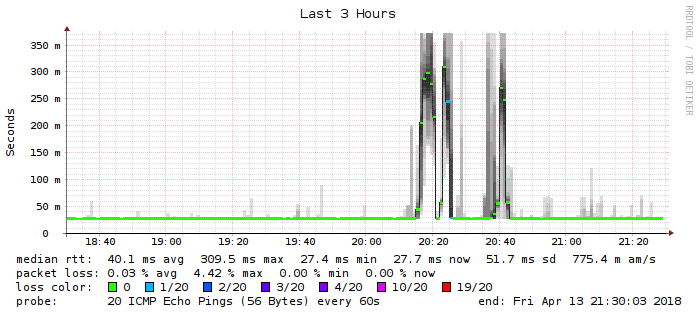 Last 3 Hours
RRDTOOL / TOBI OETIKER
Seconds
350 m
300 m
250 m
200 m
150 m
100 m
50 m
0
18:40 19:00 19:20 19:40 20:00 20:20 20:40 21:00 21:20
median rtt: 40.1 ms avg 309.5 ms max 27.4 ms min 27.7 ms now 51.7 ms sd 775.4 m am/s
packet loss: 0.03 % avg 4.42 % max 0.00 % min 0.00 % now
loss color: 0 1/20 2/20 3/20 4/20 10/20 19/20
probe: 20 ICMP Echo Pings (56 Bytes) every 60s end: Fri Apr 13 21:30:03 2018